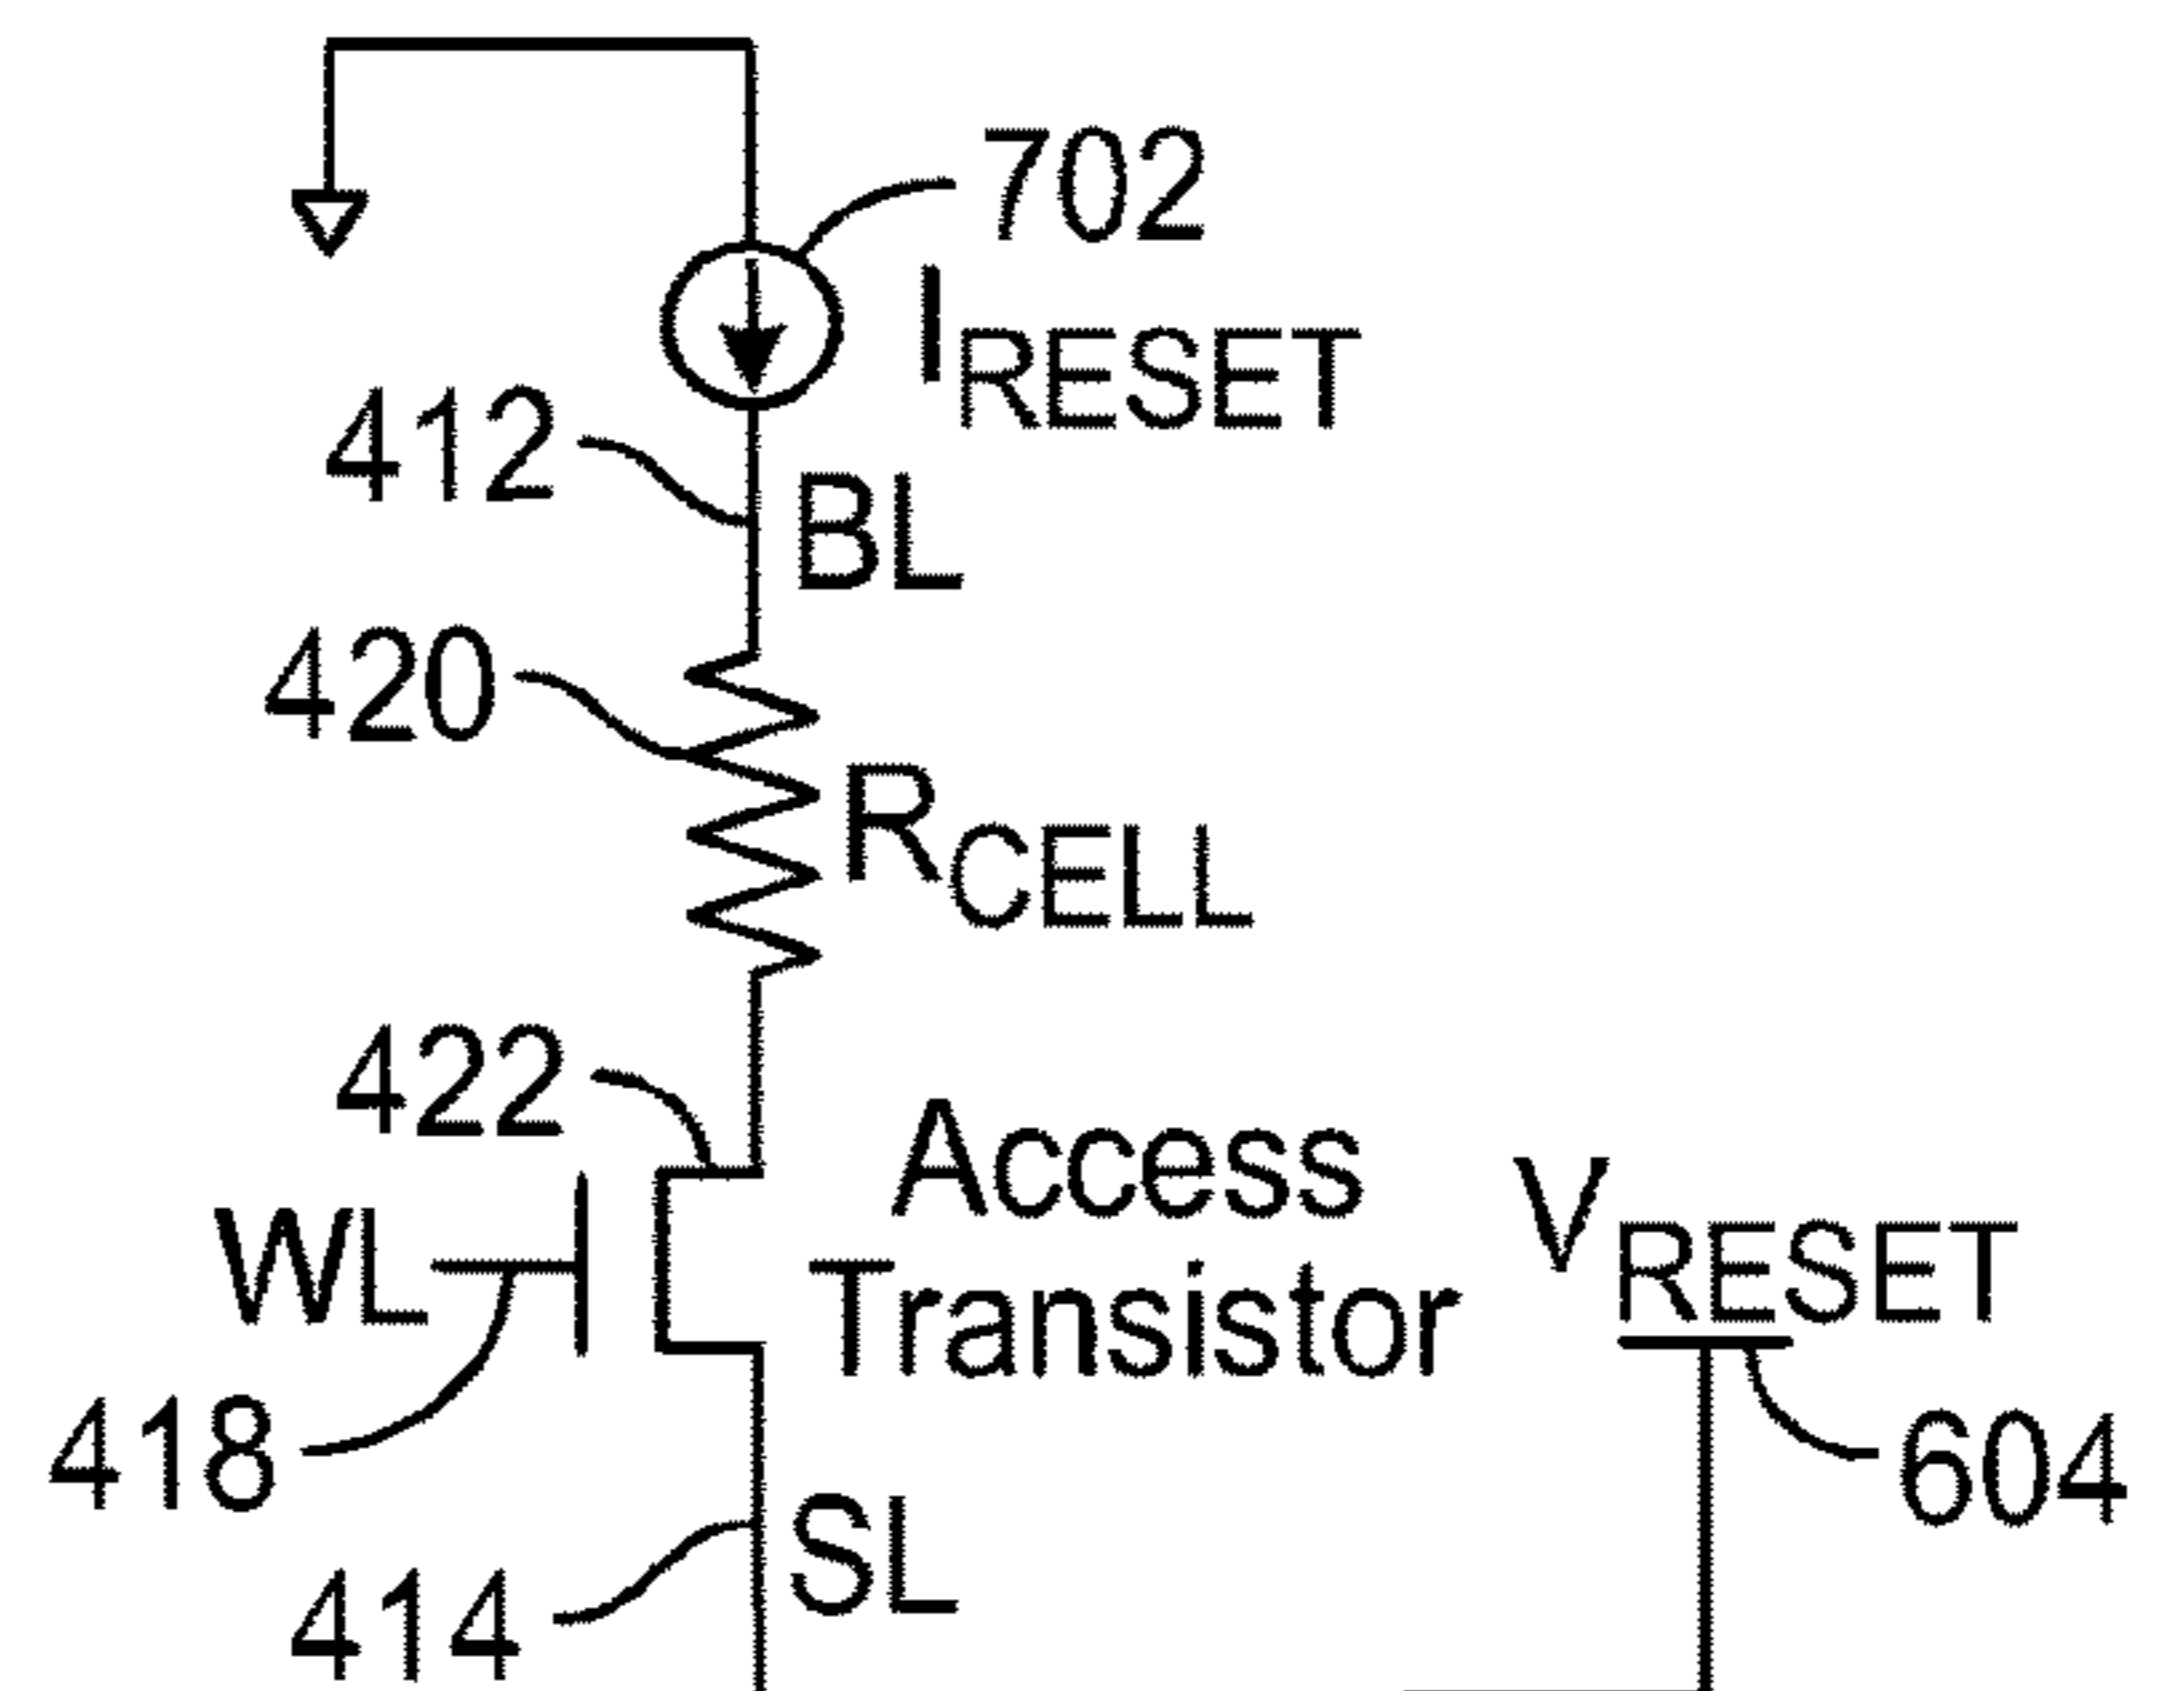 702
IRESET
412
BL
420
RCELL
422
Access
Transistor
WL
VRESET
418
604
SL
414